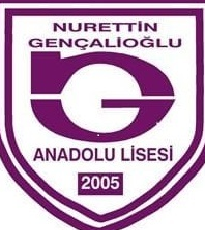 NURETTİN
GENÇALİOĞLU
ANADOLU LİSESİ
2005